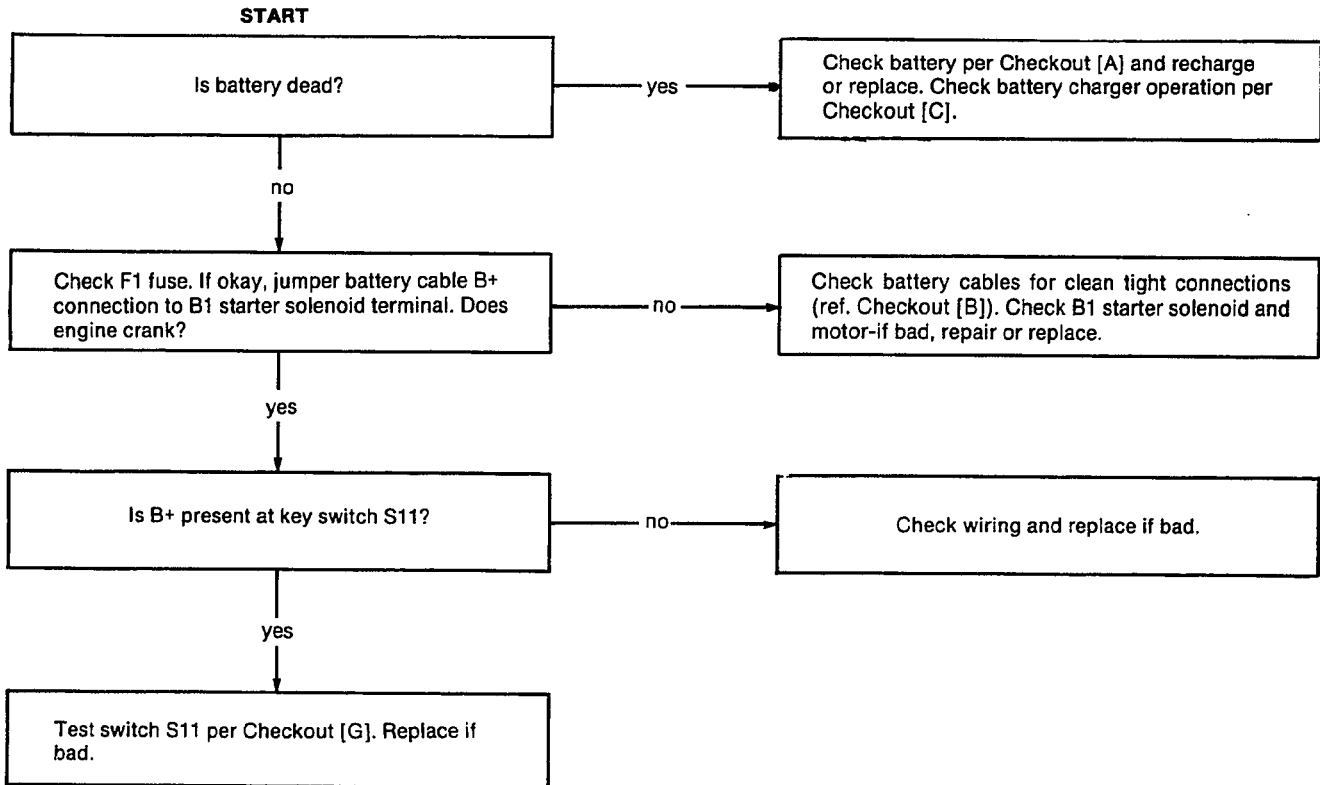 START
Is battery dead?
yes
Check battery per Checkout [A] and recharge
or replace. Check battery charger operation per
Checkout [C].
no
Check F1 fuse. If okay, jumper battery cable B+
connection to B1 starter solenoid terminal. Does
engine crank?
no
Check battery cables for clean tight connections
(ref. Checkout [B]). Check B1 starter solenoid and
motor-if bad, repair or replace.
yes
Is B+ present at key switch S11?
no
Check wiring and replace if bad.
yes
Test switch S11 per Checkout [G]. Replace if
bad.